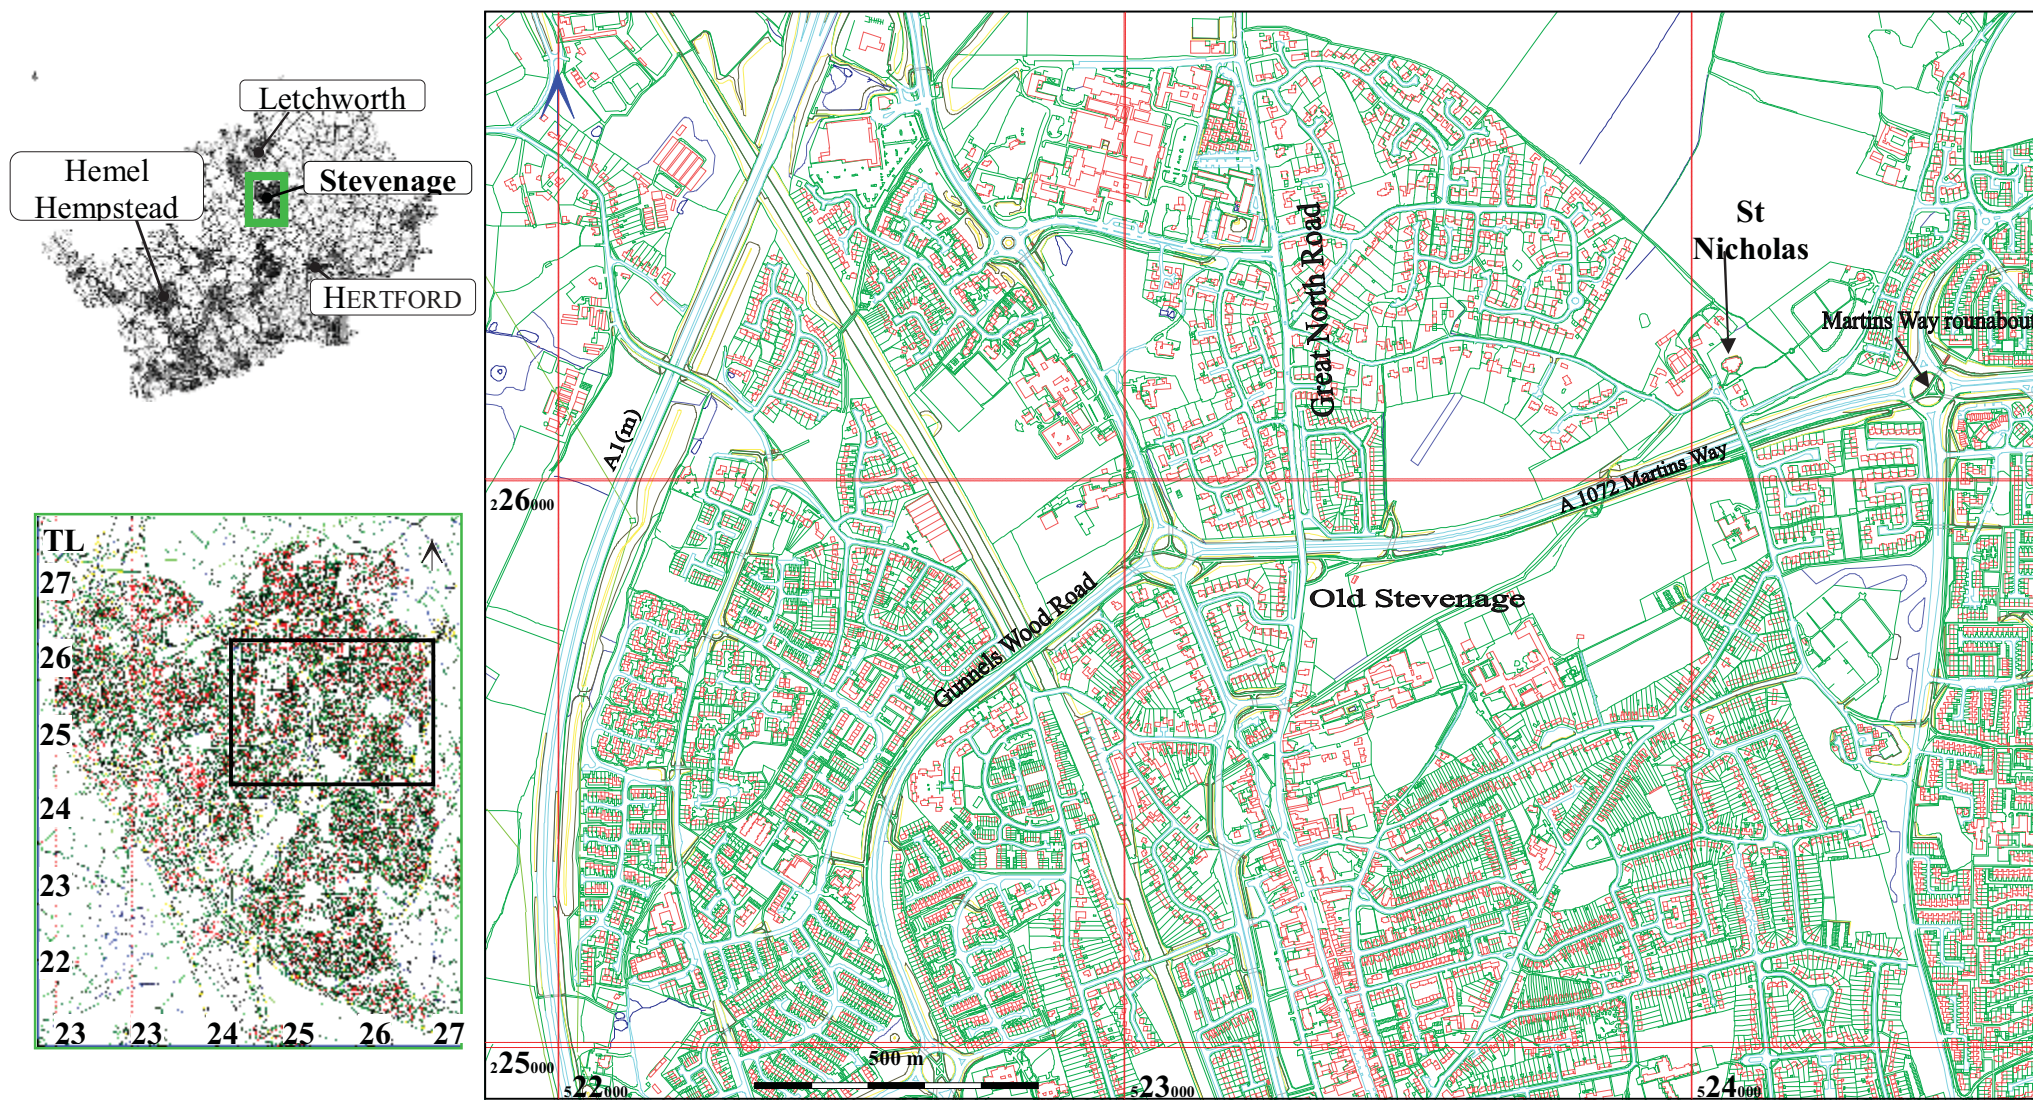 Letchworth
Hemel
Hempstead
Stevenage
HERTFORD
TL
27
26
25
24
23
22
23
23
24
25
26
27
St
Nicholas
Great North Road
Martins Way rounabout
A1(m)
A 1072 Martins Way
226000
Old Stevenage
Gunnels Wood Road
500 m
225000
522000
523000
524000